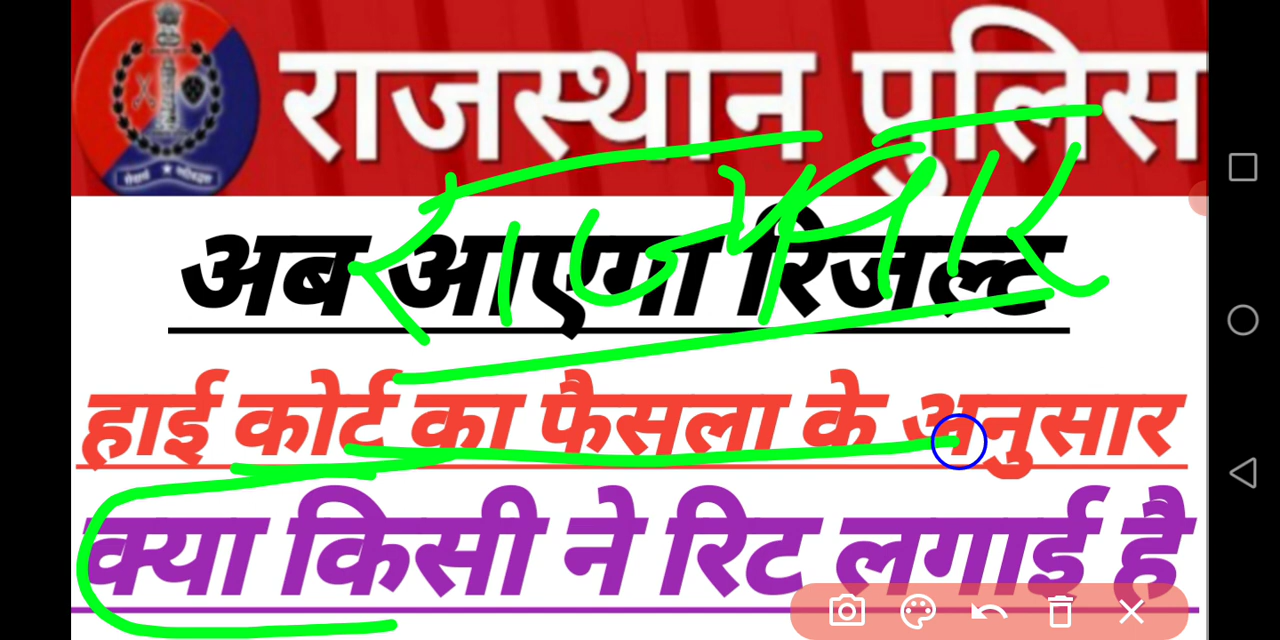 राजस्थान पुलिस
अब आएगा रिजल्ट
हाई कोर्ट का फैसला के अनुसार
क्या किसी ने रिट लगाई है